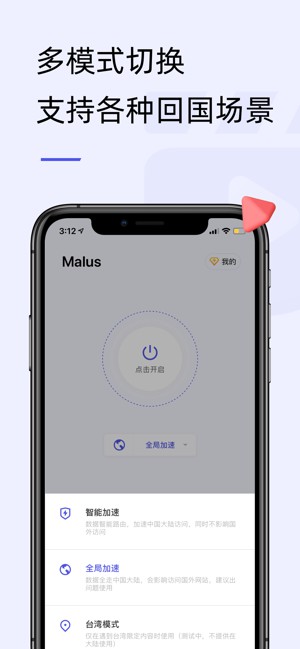 多模式切换
支持各种回国场景
3:12
Malus
我的
点击开启
全局加速
智能加速
数据智能路由，加速中国大陆访问，同时不影响国
外访问
全局加速
数据全走中国大陆，会影响访问国外网站，建议出
问题使用
台湾模式
仅在遇到台湾限定内容时使用（测试中，不提供在
大陆使用）